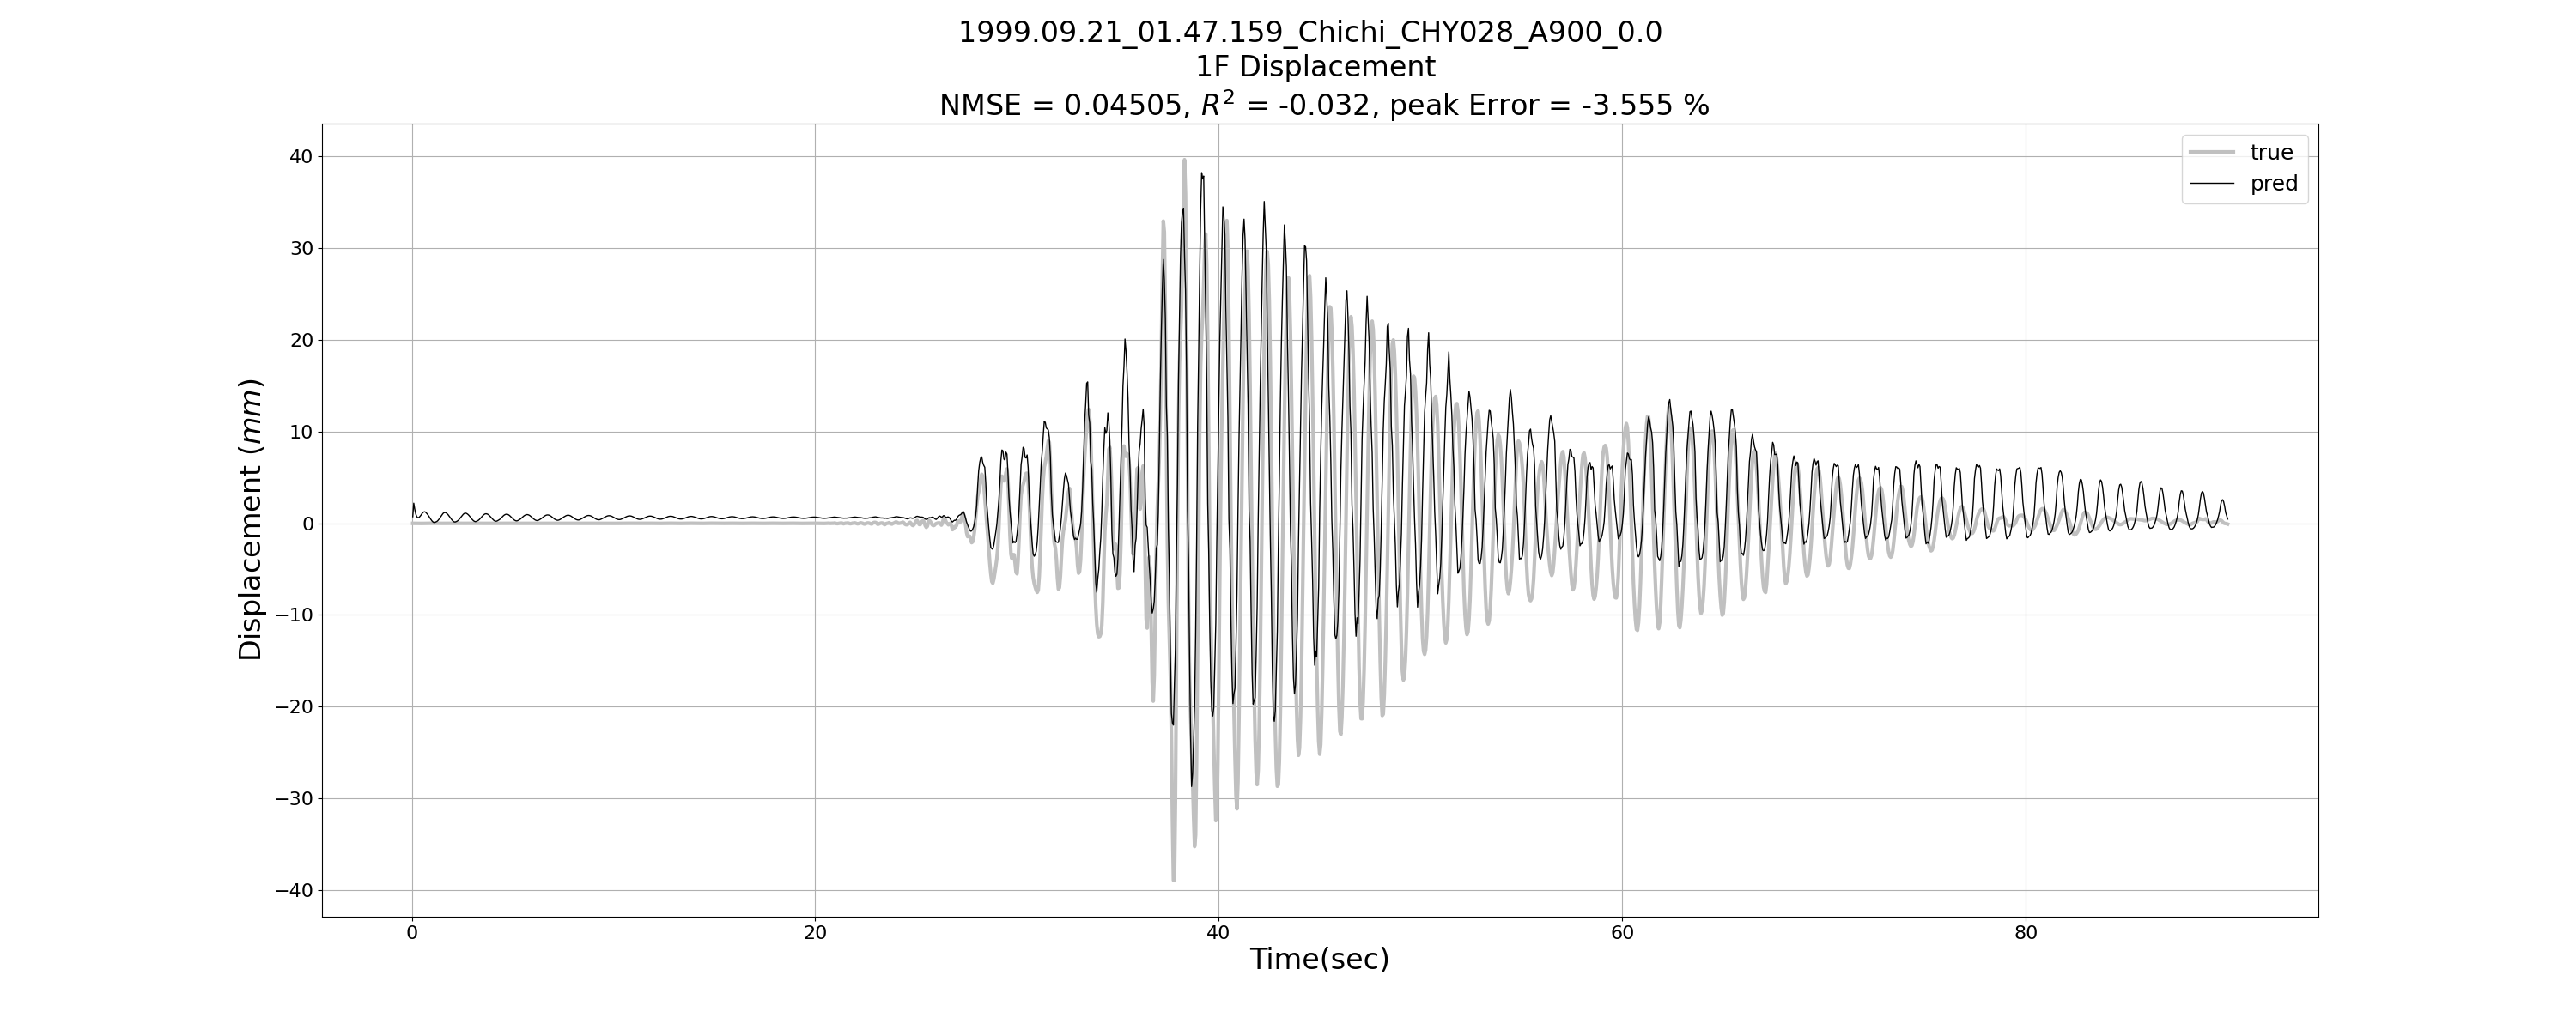 1999.09.21_01.47.159_Chichi_CHY028_A900_0.0
1F Displacement
NMSE = 0.04505, R² = -0.032, peak Error = -3.555 %
true
pred
40
30
20
10
0
−10
−20
−30
−40
Displacement (mm)
0 20 40 60 80
Time(sec)